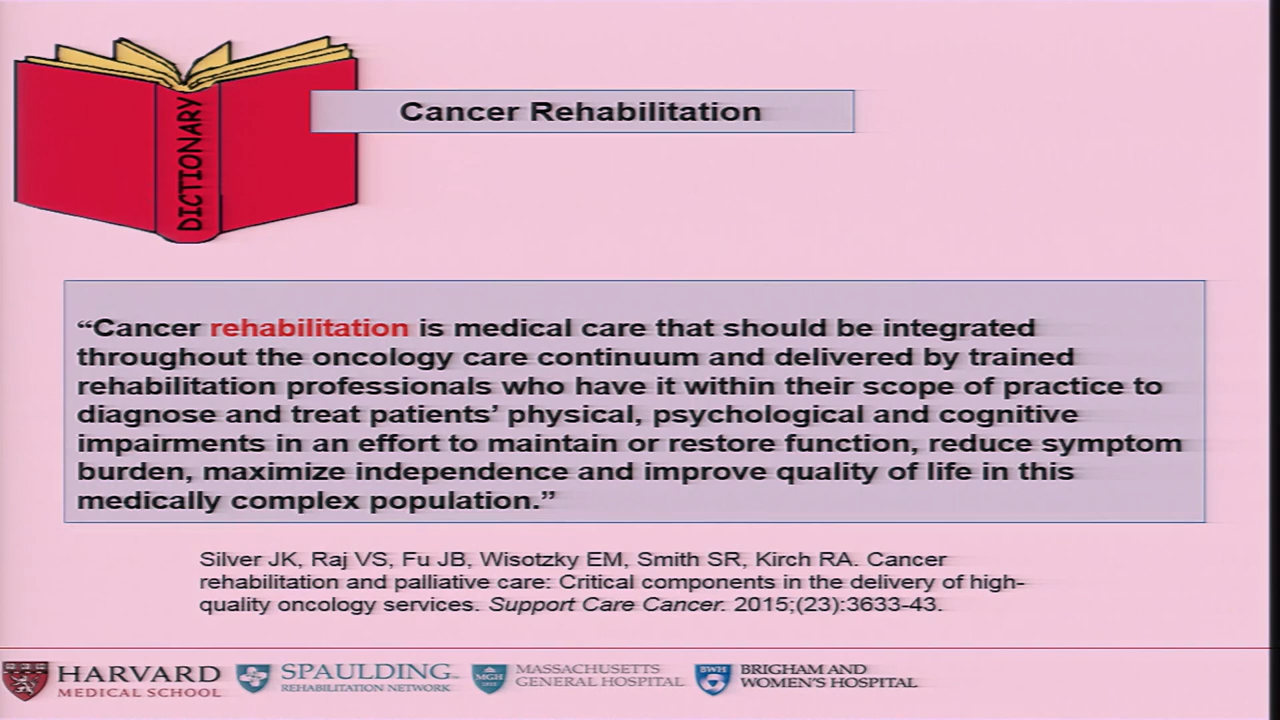 DICTIONARY
Cancer Rehabilitation
“Cancer rehabilitation is medical care that should be integrated
throughout the oncology care continuum and delivered by trained
rehabilitation professionals who have it within their scope of practice to
diagnose and treat patients’ physical, psychological and cognitive
impairments in an effort to maintain or restore function, reduce symptom
burden, maximize independence and improve quality of life in this
medically complex population.”
Silver JK, Raj VS, Fu JB, Wisotzky EM, Smith SR, Kirch RA. Cancer
rehabilitation and palliative care: Critical components in the delivery of high-
quality oncology services. Support Care Cancer. 2015;(23):3633-43.
HARVARD
MEDICAL SCHOOL
SPAULDING
REHABILITATION NETWORK
MGH
MASSACHUSETTS
GENERAL HOSPITAL
BWH
BRIGHAM AND
WOMEN'S HOSPITAL